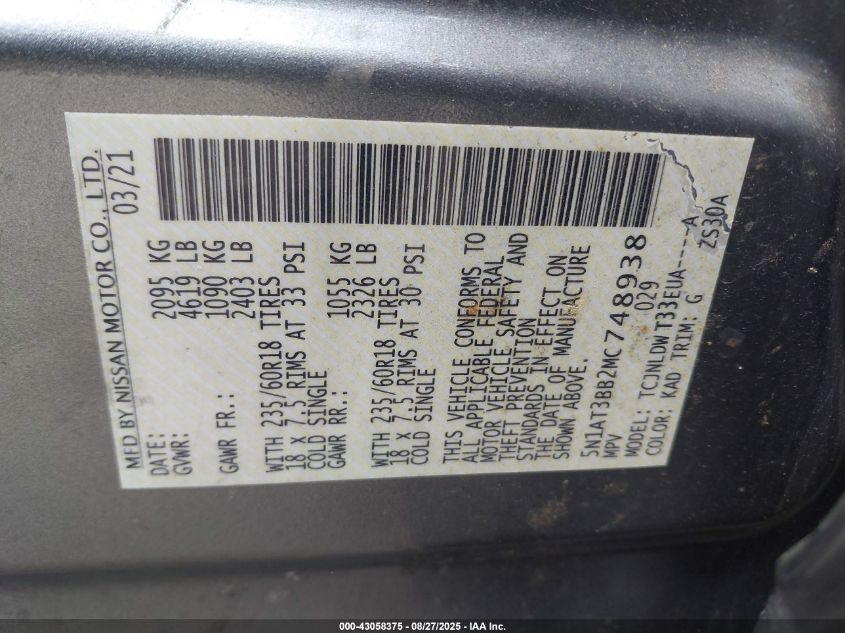 MFD BY NISSAN MOTOR CO., LTD.
DATE: 03/21
GVWR: 2095 KG
4619 LB
GAWR FR.: 1090 KG
2403 LB
WITH 235/60R18 TIRES
18 X 7.5 RIMS AT 33 PSI
COLD SINGLE
GAWR RR.: 1055 KG
2326 LB
WITH 235/60R18 TIRES
18 X 7.5 RIMS AT 30 PSI
COLD SINGLE
THIS VEHICLE CONFORMS TO
ALL APPLICABLE FEDERAL
MOTOR VEHICLE SAFETY AND
THEFT PREVENTION
STANDARDS IN EFFECT ON
THE DATE OF MANUFACTURE
SHOWN ABOVE.
5N1AT3BB2MC748938
MPV 029
MODEL: TCJNLDWT33EUA-----A
COLOR: KAD TRIM: G ZS30A
000-43058375 - 08/27/2025 - IAA Inc.